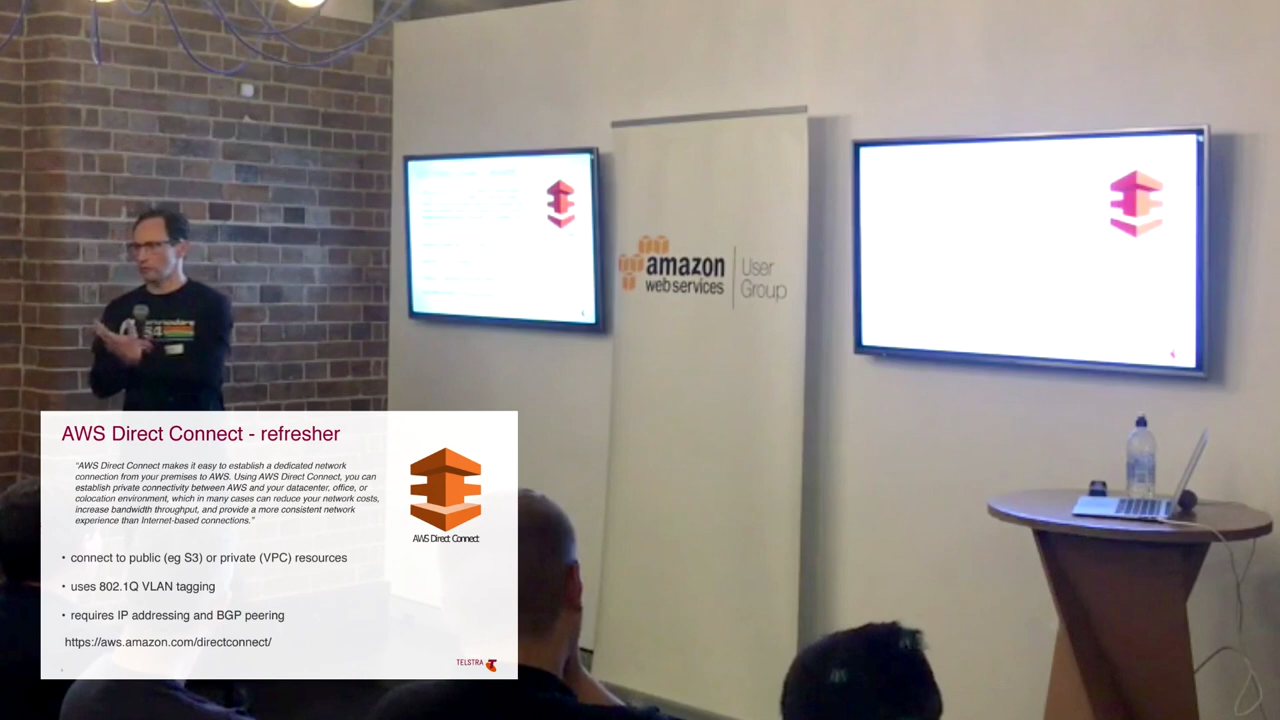 amazon
web services
User
Group
64
AWS Direct Connect - refresher
"AWS Direct Connect makes it easy to establish a dedicated network
connection from your premises to AWS. Using AWS Direct Connect, you can
establish private connectivity between AWS and your datacenter, office, or
colocation environment, which in many cases can reduce your network costs,
increase bandwidth throughput, and provide a more consistent network
experience than Internet-based connections."
AWS Direct Connect
• connect to public (eg S3) or private (VPC) resources
• uses 802.1Q VLAN tagging
• requires IP addressing and BGP peering
https://aws.amazon.com/directconnect/
TELSTRA